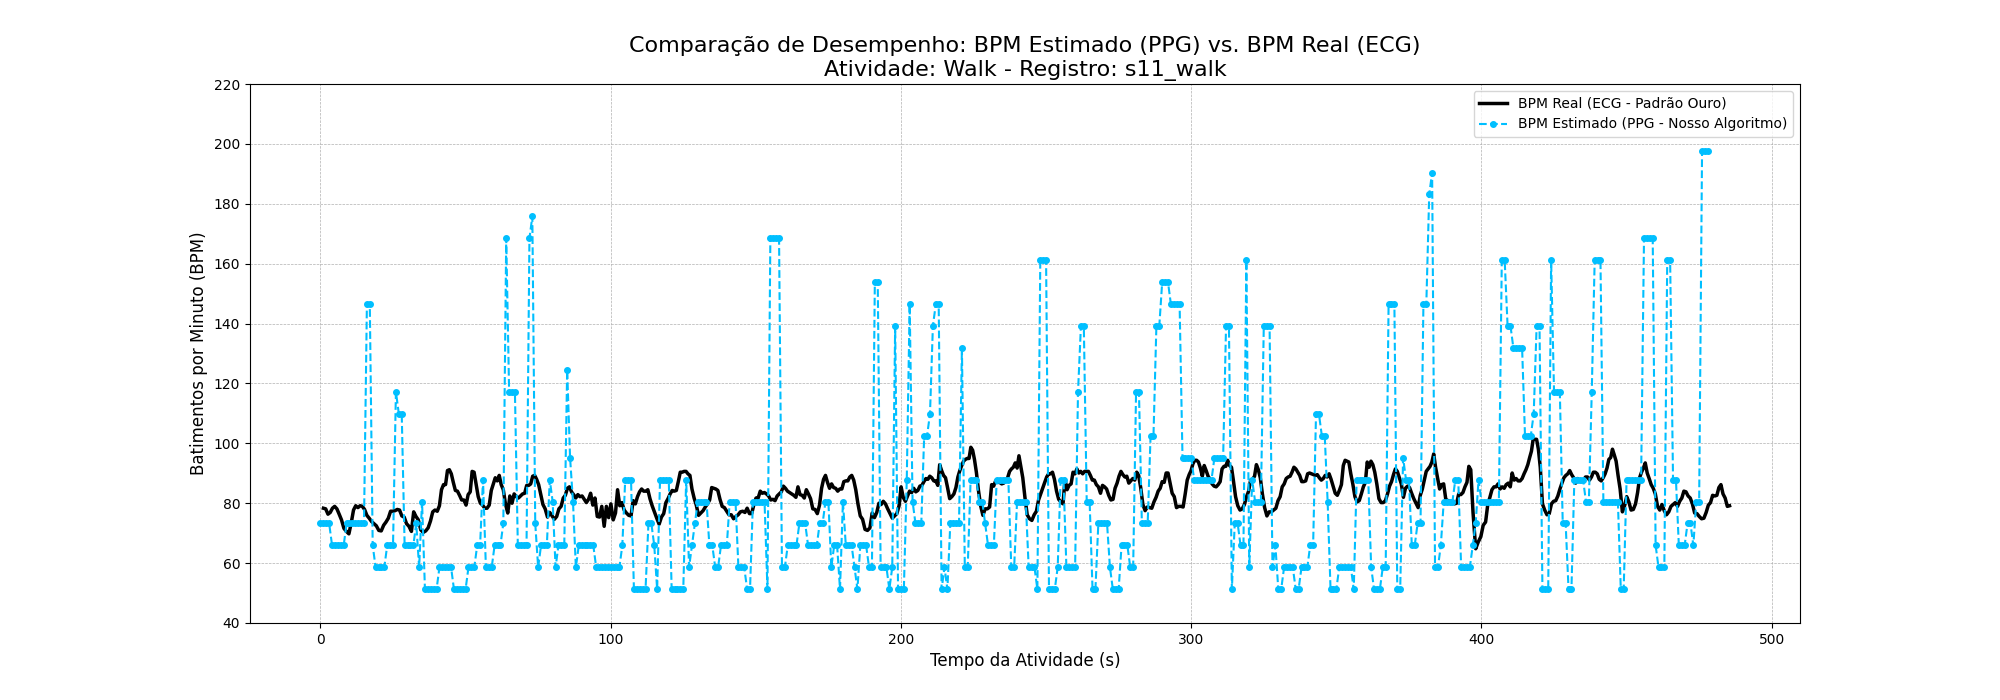 Comparação de Desempenho: BPM Estimado (PPG) vs. BPM Real (ECG)
Atividade: Walk - Registro: s11_walk
BPM Real (ECG - Padrão Ouro)
BPM Estimado (PPG - Nosso Algoritmo)
Batimentos por Minuto (BPM)
220
200
180
160
140
120
100
80
60
40
0 100 200 300 400 500
Tempo da Atividade (s)